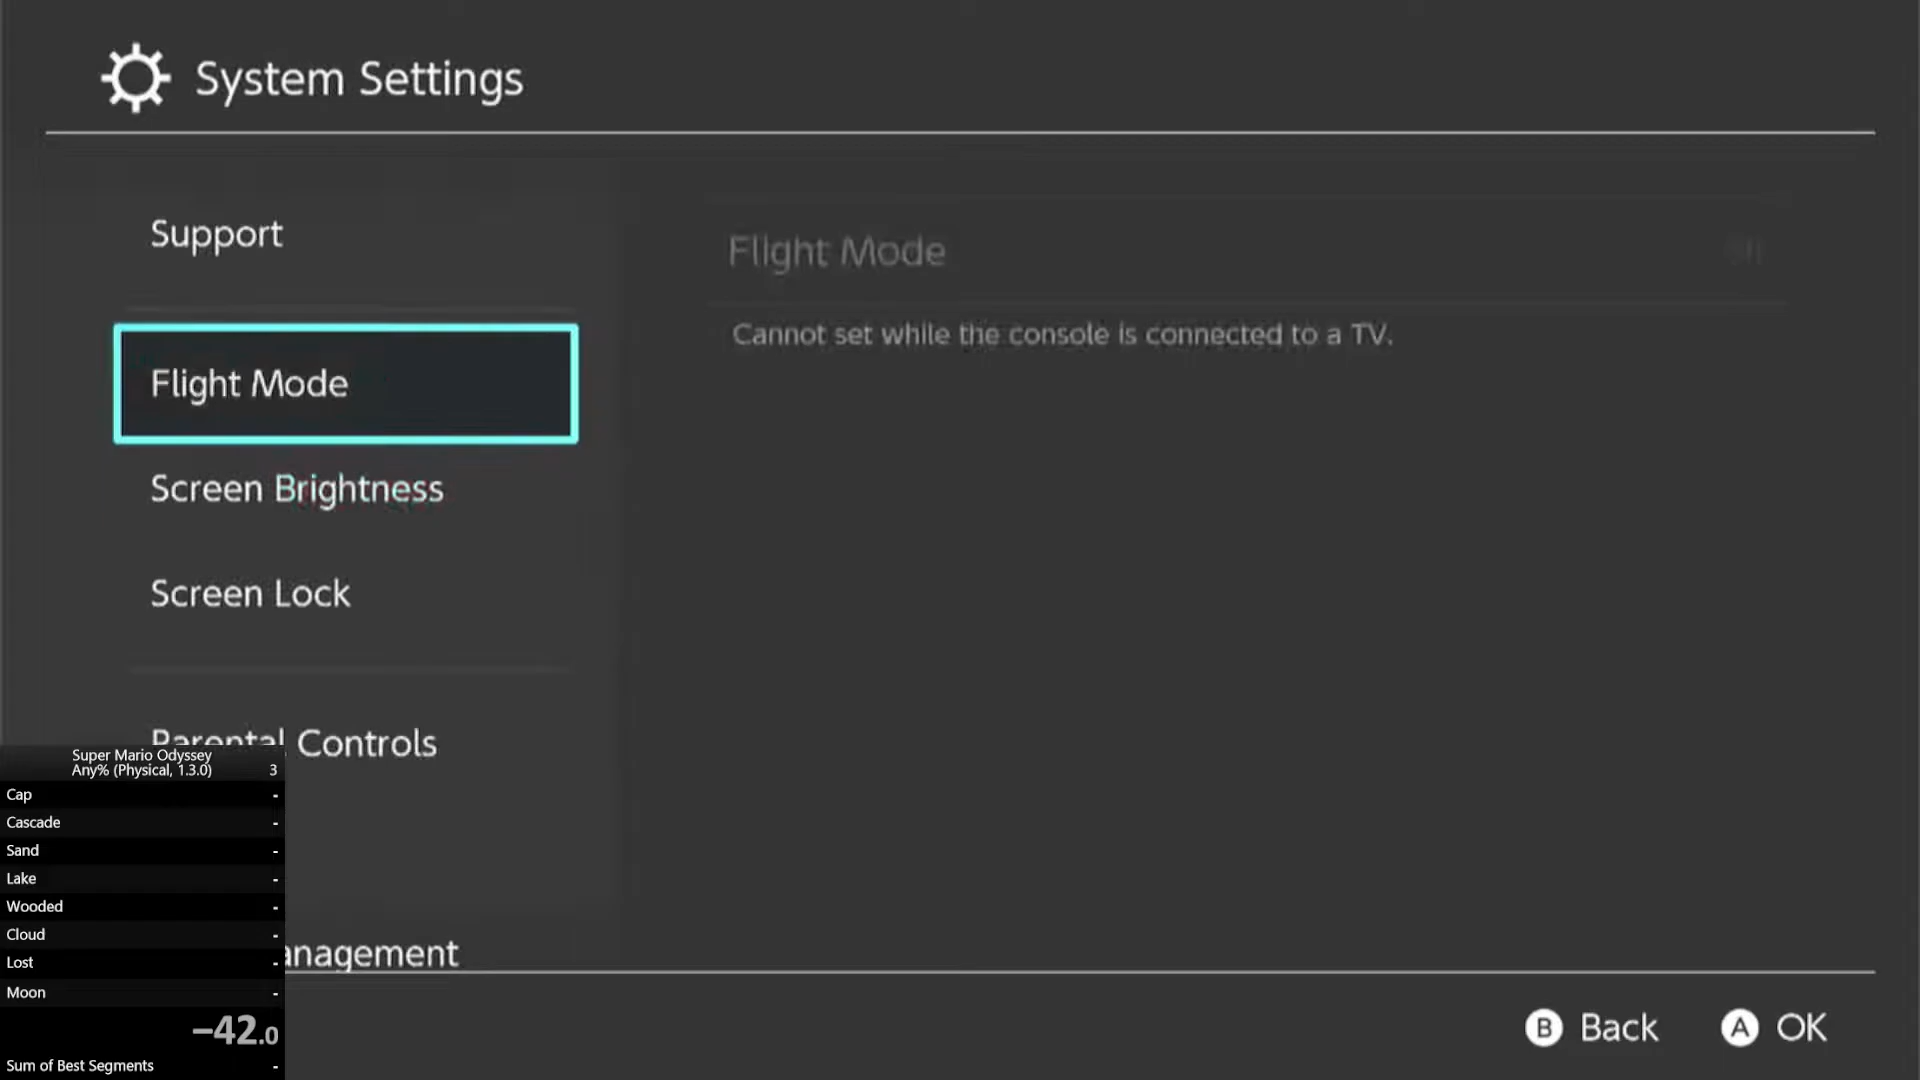 System Settings
Support
Flight Mode
Screen Brightness
Screen Lock
Parental Controls
anagement
Flight Mode
Cannot set while the console is connected to a TV.
Super Mario Odyssey
Any% (Physical, 1.3.0) 3
Cap -
Cascade -
Sand -
Lake -
Wooded -
Cloud -
Lost -
Moon -
−42.0
Sum of Best Segments -
B Back A OK